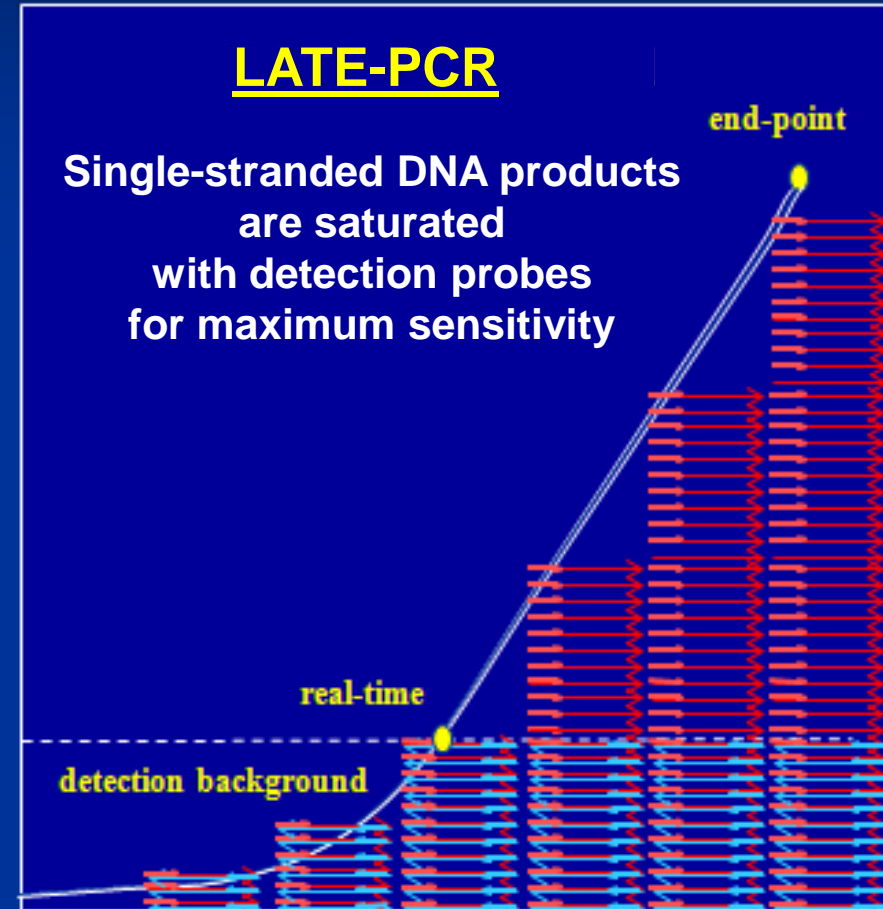 LATE-PCR
end-point
Single-stranded DNA products
are saturated
with detection probes
for maximum sensitivity
real-time
detection background